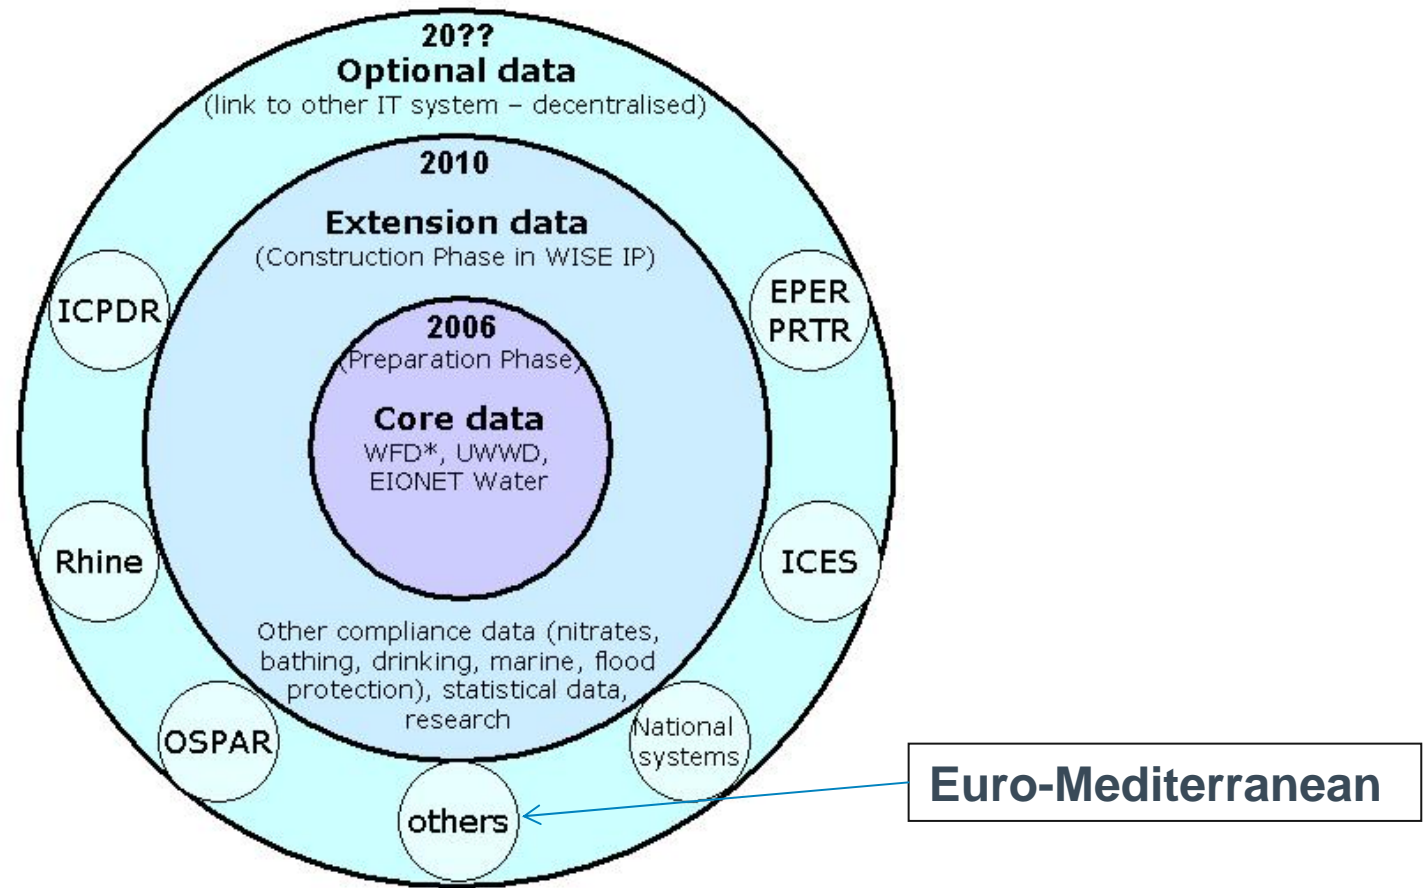 20??
Optional data
(link to other IT system – decentralised)
2010
Extension data
(Construction Phase in WISE IP)
ICPDR
EPER
PRTR
2006
(Preparation Phase)
Core data
WFD*, UWWD,
EIONET Water
Rhine
ICES
Other compliance data (nitrates,
bathing, drinking, marine, flood
protection), statistical data,
research
OSPAR
National
systems
others
Euro-Mediterranean